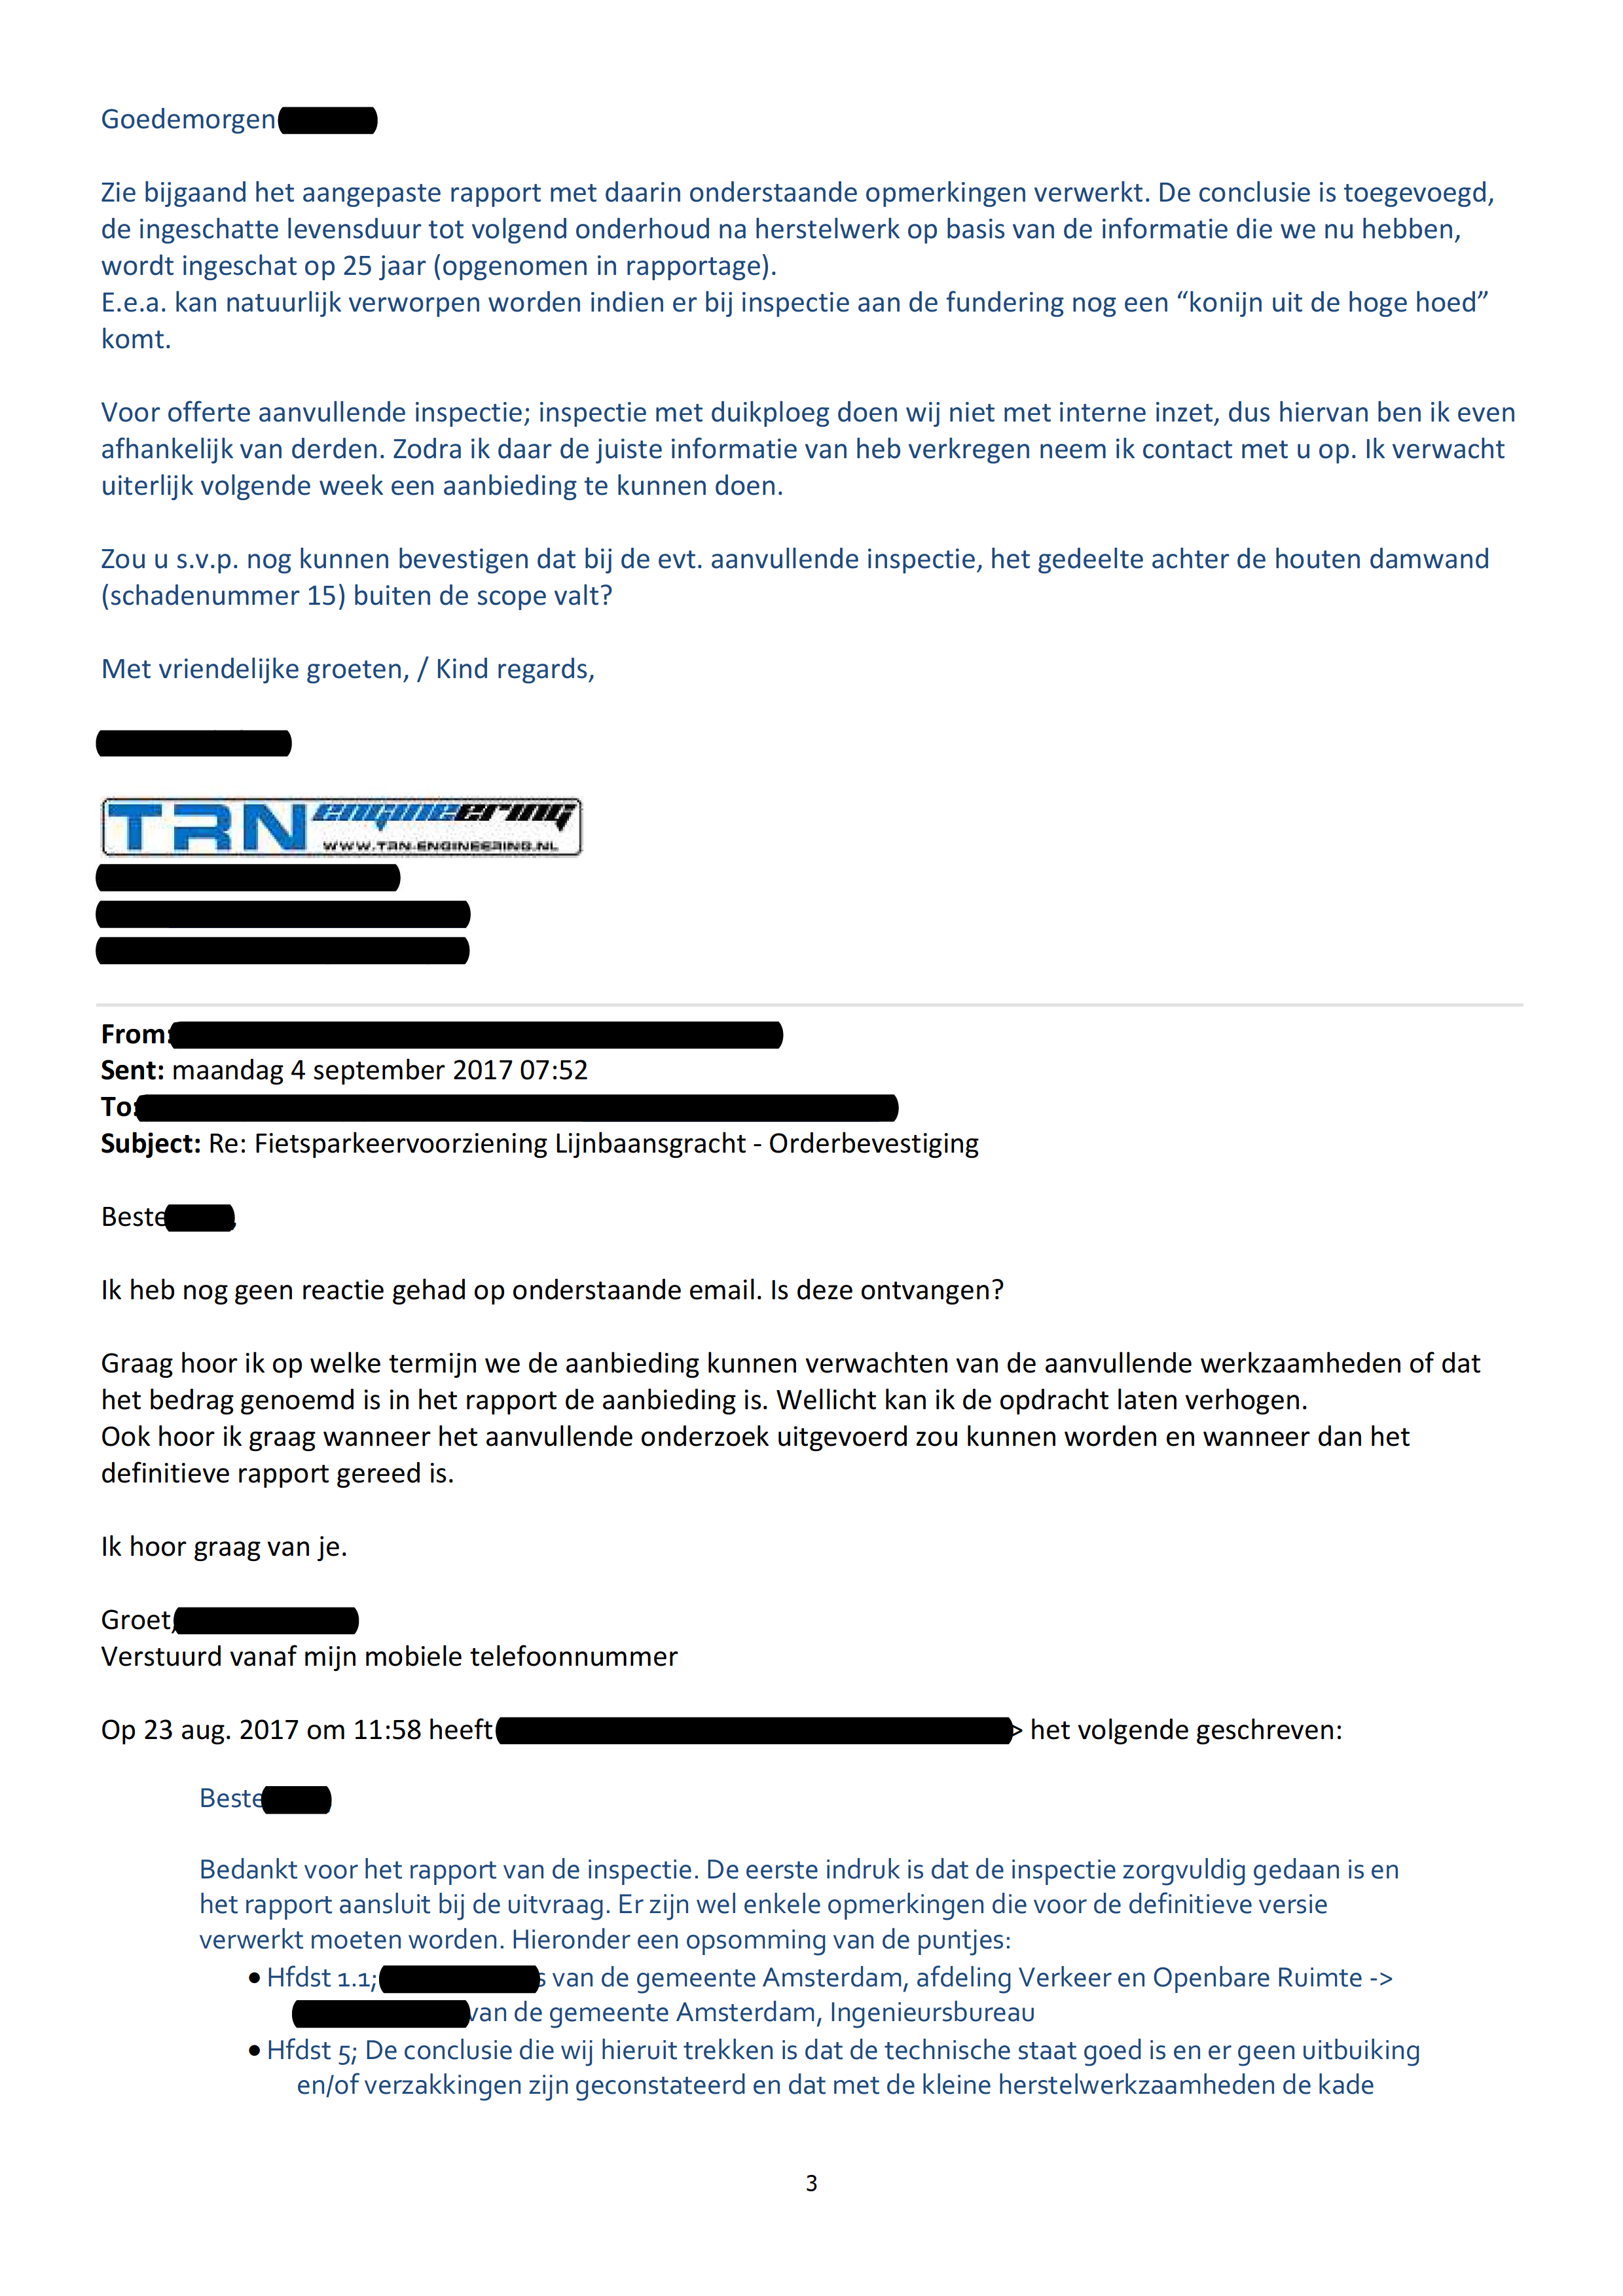 Goedemorgen
Zie bijgaand het aangepaste rapport met daarin onderstaande opmerkingen verwerkt. De conclusie is toegevoegd,
de ingeschatte levensduur tot volgend onderhoud na herstelwerk op basis van de informatie die we nu hebben,
wordt ingeschat op 25 jaar (opgenomen in rapportage).
E.e.a. kan natuurlijk verworpen worden indien er bij inspectie aan de fundering nog een “konijn uit de hoge hoed”
komt.
Voor offerte aanvullende inspectie; inspectie met duikploeg doen wij niet met interne inzet, dus hiervan ben ik even
afhankelijk van derden. Zodra ik daar de juiste informatie van heb verkregen neem ik contact met u op. Ik verwacht
uiterlijk volgende week een aanbieding te kunnen doen.
Zou u s.v.p. nog kunnen bevestigen dat bij de evt. aanvullende inspectie, het gedeelte achter de houten damwand
(schadenummer 15) buiten de scope valt?
Met vriendelijke groeten, / Kind regards,
TRN engineering
WWW.TRN-ENGINEERING.NL
From:
Sent: maandag 4 september 2017 07:52
To:
Subject: Re: Fietsparkeervoorziening Lijnbaansgracht - Orderbevestiging
Beste ,
Ik heb nog geen reactie gehad op onderstaande email. Is deze ontvangen?
Graag hoor ik op welke termijn we de aanbieding kunnen verwachten van de aanvullende werkzaamheden of dat
het bedrag genoemd is in het rapport de aanbieding is. Wellicht kan ik de opdracht laten verhogen.
Ook hoor ik graag wanneer het aanvullende onderzoek uitgevoerd zou kunnen worden en wanneer dan het
definitieve rapport gereed is.
Ik hoor graag van je.
Groet,
Verstuurd vanaf mijn mobiele telefoonnummer
Op 23 aug. 2017 om 11:58 heeft > het volgende geschreven:
Beste
Bedankt voor het rapport van de inspectie. De eerste indruk is dat de inspectie zorgvuldig gedaan is en
het rapport aansluit bij de uitvraag. Er zijn wel enkele opmerkingen die voor de definitieve versie
verwerkt moeten worden. Hieronder een opsomming van de puntjes:
• Hfdst 1.1; s van de gemeente Amsterdam, afdeling Verkeer en Openbare Ruimte ->
van de gemeente Amsterdam, Ingenieursbureau
• Hfdst 5; De conclusie die wij hieruit trekken is dat de technische staat goed is en er geen uitbuiking
en/of verzakkingen zijn geconstateerd en dat met de kleine herstelwerkzaamheden de kade
3